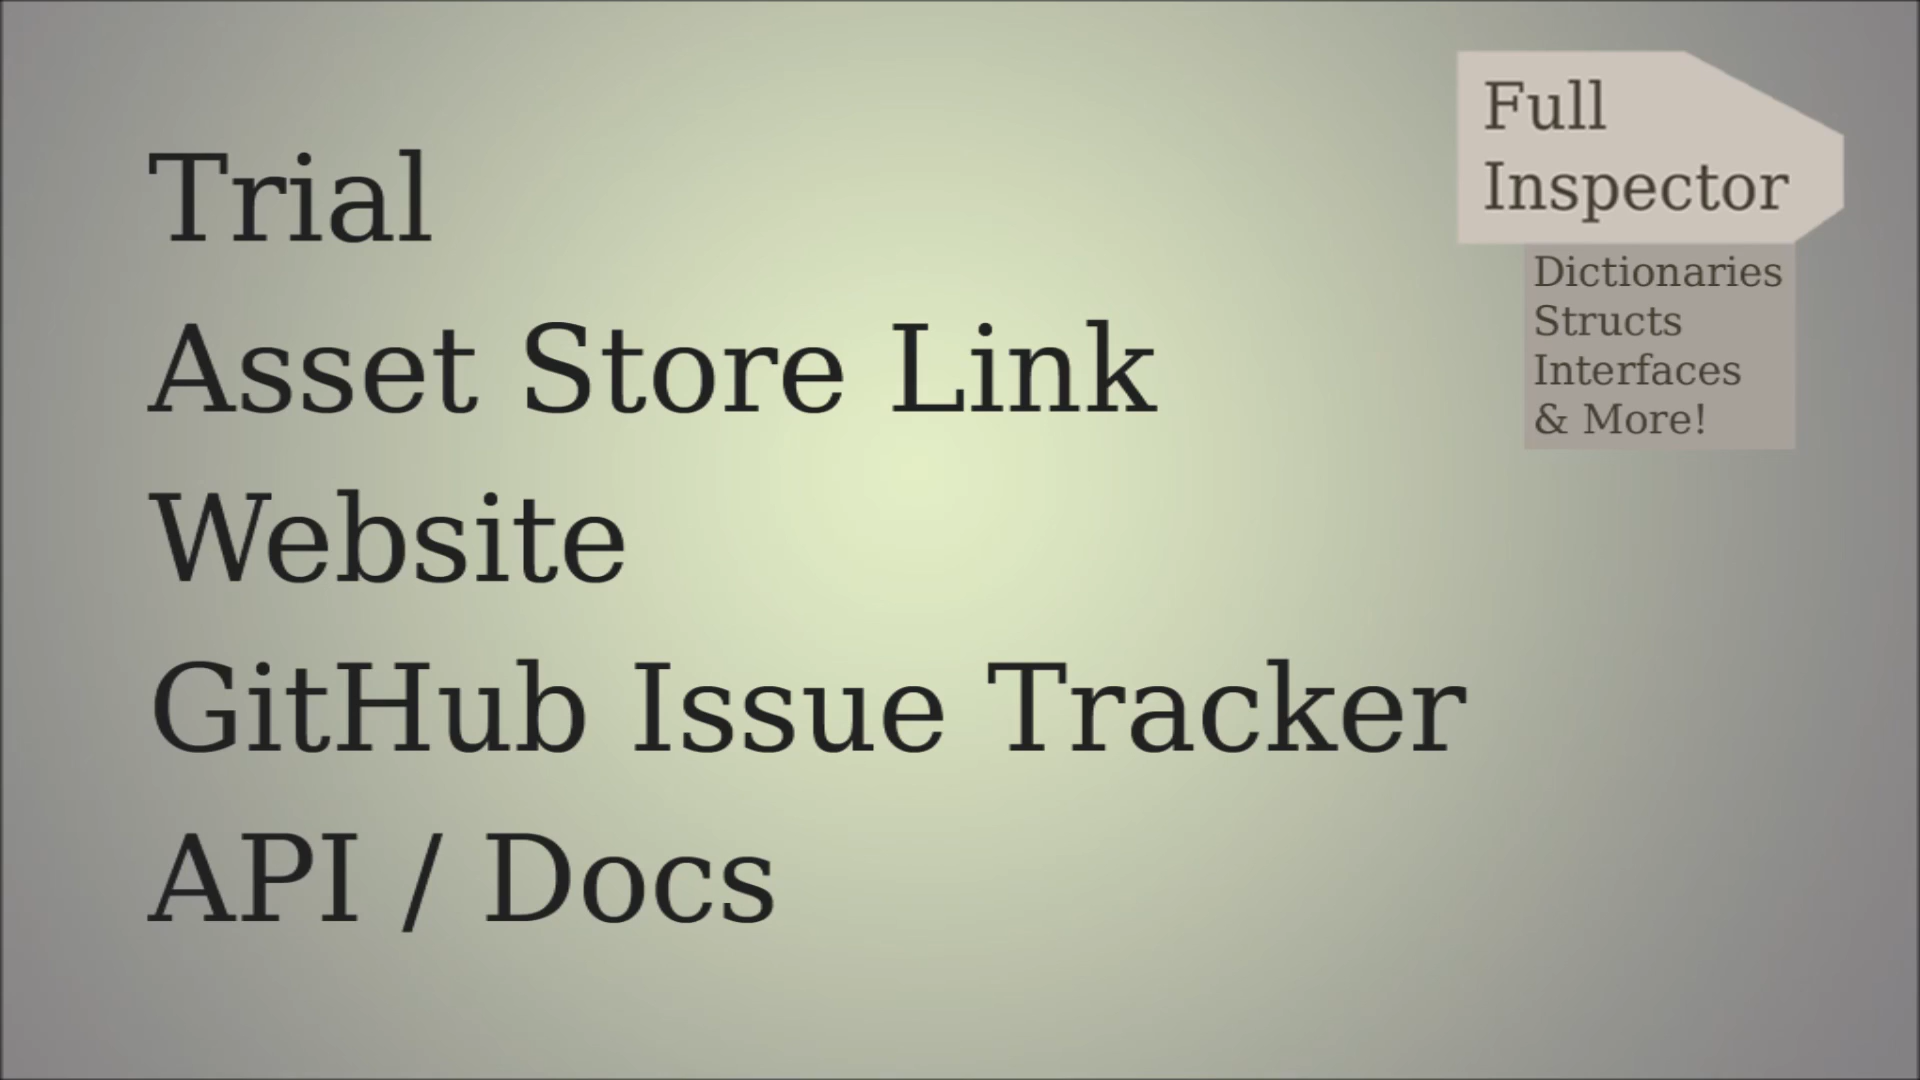 Trial
Asset Store Link
Website
GitHub Issue Tracker
API / Docs
Full
Inspector
Dictionaries
Structs
Interfaces
& More!